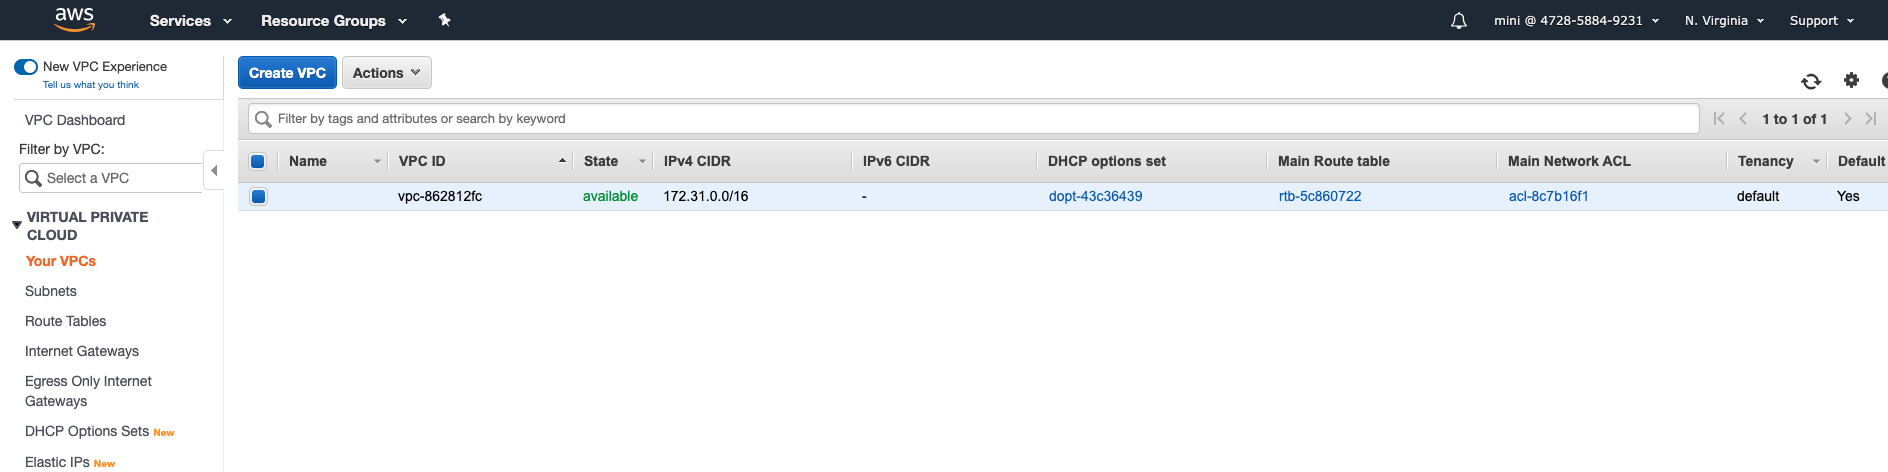 aws Services Resource Groups mini @ 4728-5884-9231 N. Virginia Support
New VPC Experience
Tell us what you think
Create VPC Actions
VPC Dashboard
Filter by tags and attributes or search by keyword 1 to 1 of 1
Filter by VPC:
Select a VPC
Name VPC ID State IPv4 CIDR IPv6 CIDR DHCP options set Main Route table Main Network ACL Tenancy Default
vpc-862812fc available 172.31.0.0/16 - dopt-43c36439 rtb-5c860722 acl-8c7b16f1 default Yes
VIRTUAL PRIVATE
CLOUD
Your VPCs
Subnets
Route Tables
Internet Gateways
Egress Only Internet
Gateways
DHCP Options Sets New
Elastic IPs New